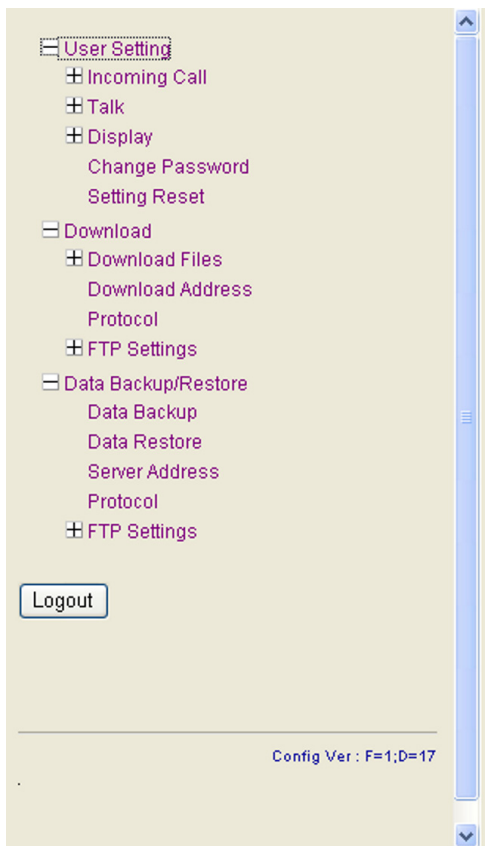 User Setting
Incoming Call
Talk
Display
Change Password
Setting Reset
Download
Download Files
Download Address
Protocol
FTP Settings
Data Backup/Restore
Data Backup
Data Restore
Server Address
Protocol
FTP Settings
Logout
Config Ver : F=1;D=17
.